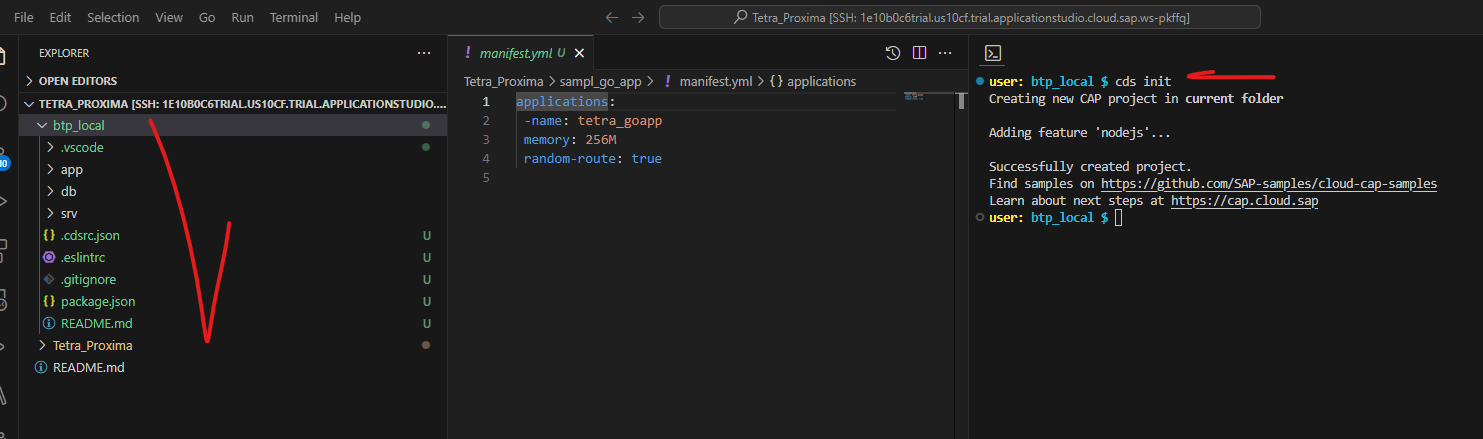 File Edit Selection View Go Run Terminal Help
Tetra_Proxima [SSH: 1e10b0c6trial.us10cf.trial.applicationstudio.cloud.sap.ws-pkffq]
EXPLORER
OPEN EDITORS
TETRA_PROXIMA [SSH: 1E10B0C6TRIAL.US10CF.TRIAL.APPLICATIONSTUDIO....
btp_local
.vscode
app
db
srv
{} .cdsrc.json U
.eslintrc U
.gitignore U
{} package.json U
README.md U
Tetra_Proxima
README.md
10
! manifest.yml U
Tetra_Proxima > sampl_go_app > ! manifest.yml > {} applications
1 applications:
2 -name: tetra_goapp
3 memory: 256M
4 random-route: true
5
user: btp_local $ cds init
Creating new CAP project in current folder
Adding feature 'nodejs'...
Successfully created project.
Find samples on https://github.com/SAP-samples/cloud-cap-samples
Learn about next steps at https://cap.cloud.sap
user: btp_local $